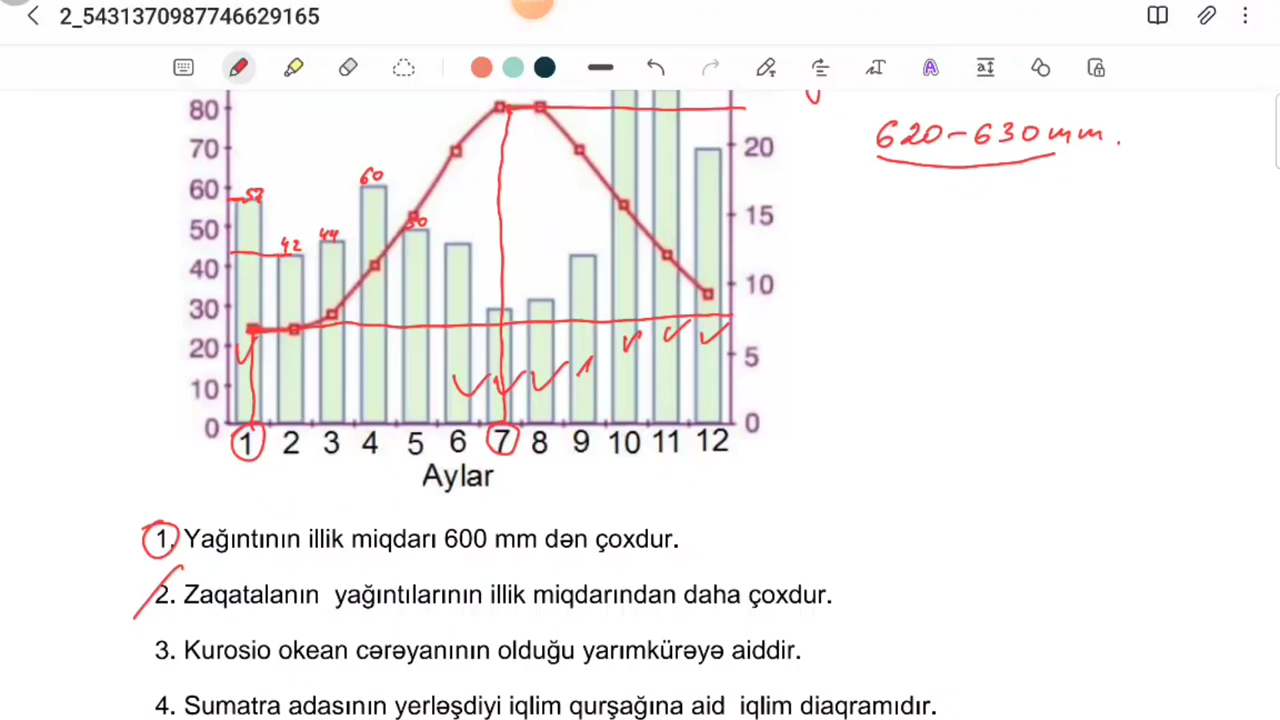 2_5431370987746629165
80
620-630mm.
70
20
60
60
52
50
15
50
42
44
40
10
30
20
5
10
0
0
1 2 3 4 5 6 7 8 9 10 11 12
Aylar
1. Yağıntının illik miqdarı 600 mm dən çoxdur.
2. Zaqatalanın yağıntılarının illik miqdarından daha çoxdur.
3. Kurosio okean cərəyanının olduğu yarımkürəyə aiddir.
4. Sumatra adasının yerləşdiyi iqlim qurşağına aid iqlim diaqramıdır.